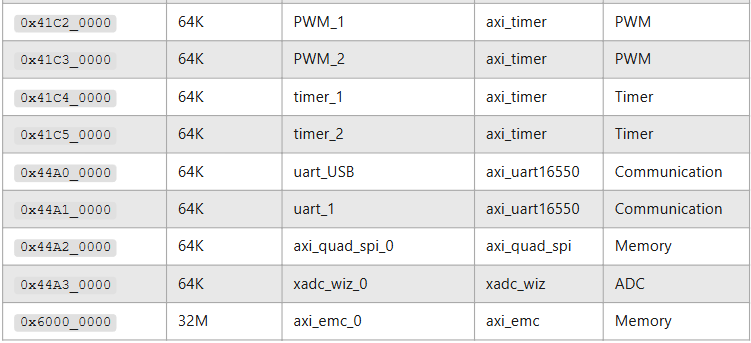 0x41C2_0000 64K PWM_1 axi_timer PWM
0x41C3_0000 64K PWM_2 axi_timer PWM
0x41C4_0000 64K timer_1 axi_timer Timer
0x41C5_0000 64K timer_2 axi_timer Timer
0x44A0_0000 64K uart_USB axi_uart16550 Communication
0x44A1_0000 64K uart_1 axi_uart16550 Communication
0x44A2_0000 64K axi_quad_spi_0 axi_quad_spi Memory
0x44A3_0000 64K xadc_wiz_0 xadc_wiz ADC
0x6000_0000 32M axi_emc_0 axi_emc Memory